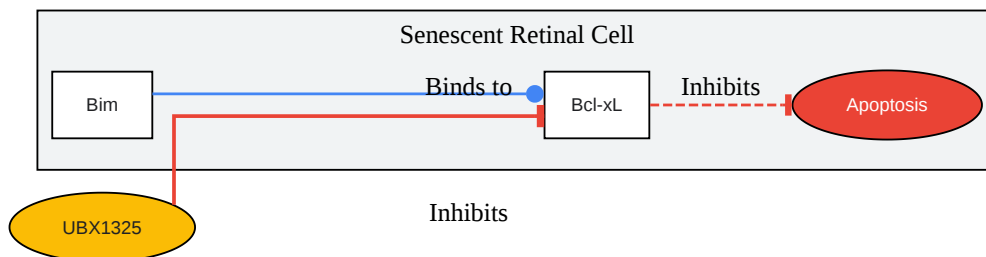 Senescent Retinal Cell
Bim
Binds to
Bcl-xL
Inhibits
Apoptosis
UBX1325
Inhibits